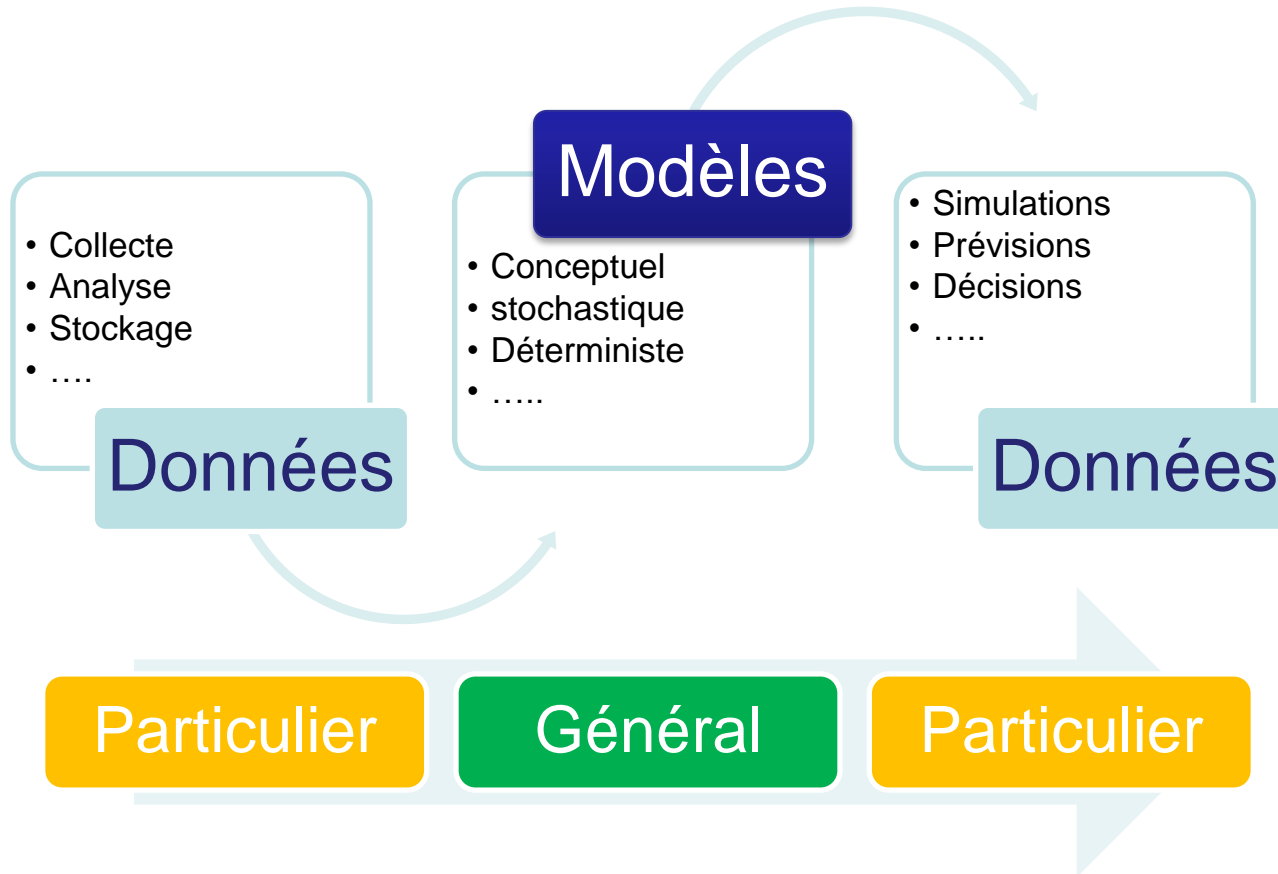 • Collecte
• Analyse
• Stockage
• ….
Données
Modèles
• Conceptuel
• stochastique
• Déterministe
• …..
• Simulations
• Prévisions
• Décisions
• …..
Données
Particulier
Général
Particulier